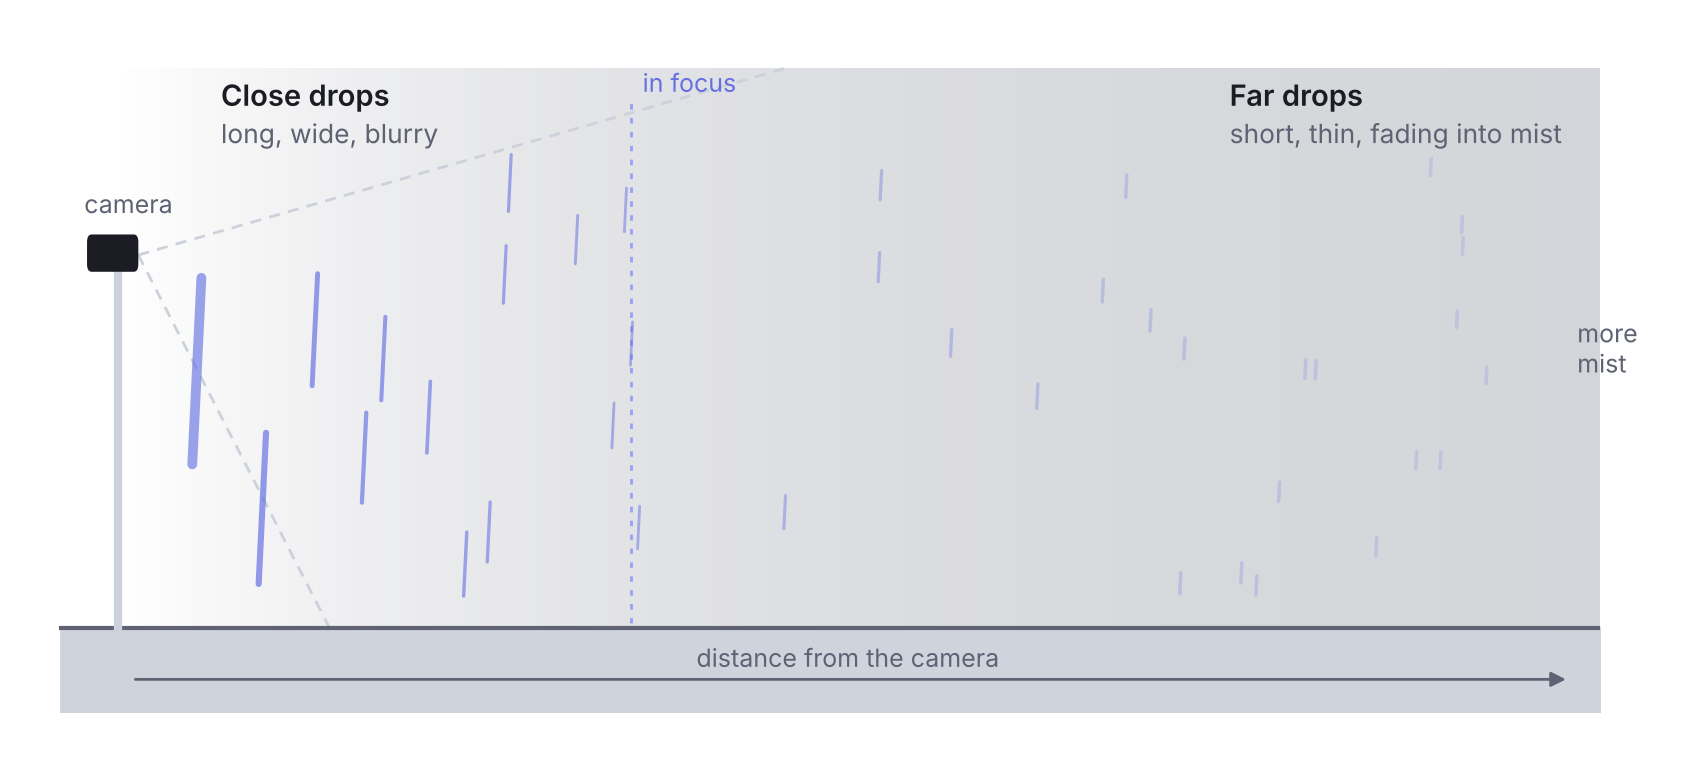 in focus
Close drops
long, wide, blurry
Far drops
short, thin, fading into mist
camera
more
mist
distance from the camera